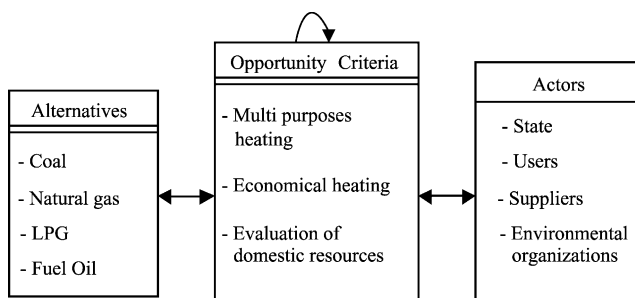 Alternatives
- Coal
- Natural gas
- LPG
- Fuel Oil
Opportunity Criteria
- Multi purposes
heating
- Economical heating
- Evaluation of
domestic resources
Actors
- State
- Users
- Suppliers
- Environmental
organizations